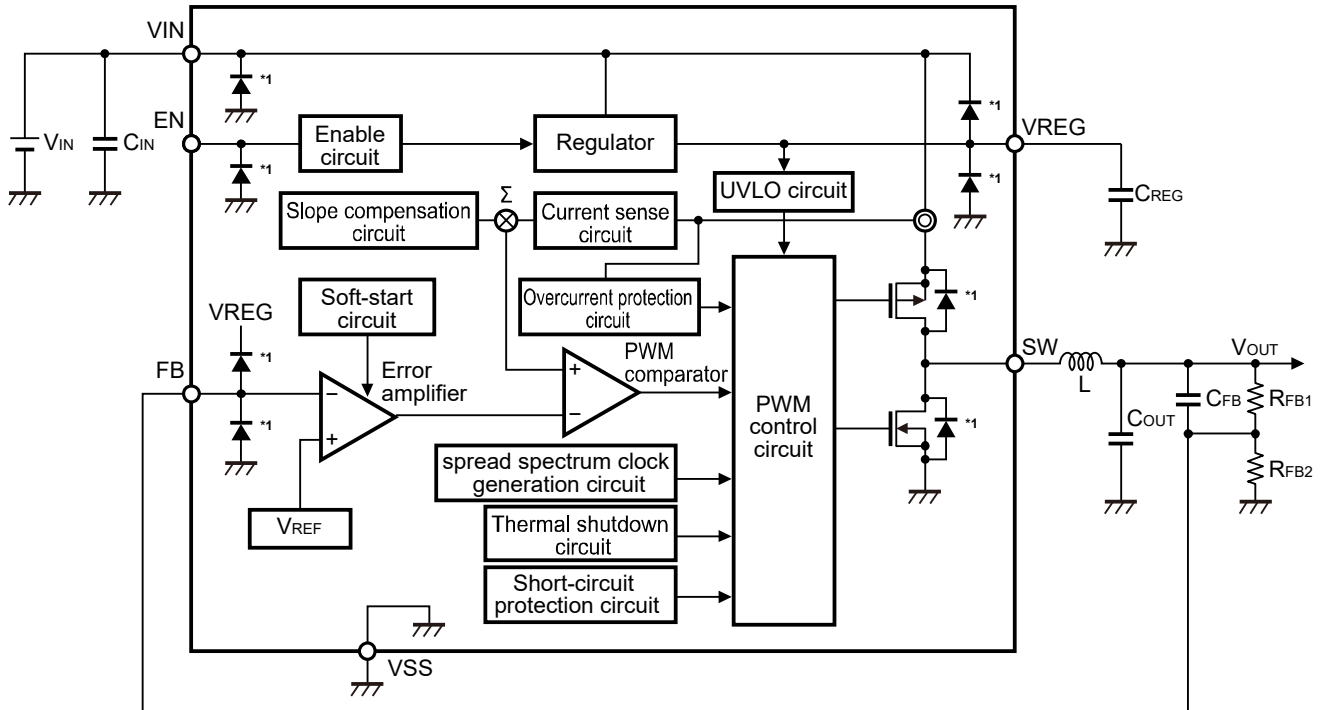 VIN
*1
EN
VIN
CIN
Enable
circuit
Regulator
*1
VREG
*1
*1
UVLO circuit
CREG
Σ
Slope compensation
circuit
Current sense
circuit
Soft-start
circuit
Overcurrent protection
circuit
*1
VREG
*1
FB
Error
amplifier
PWM
comparator
SW
VOUT
L
−
+
+
−
*1
PWM
control
circuit
*1
COUT
CFB
RFB1
RFB2
spread spectrum clock
generation circuit
VREF
Thermal shutdown
circuit
Short-circuit
protection circuit
VSS